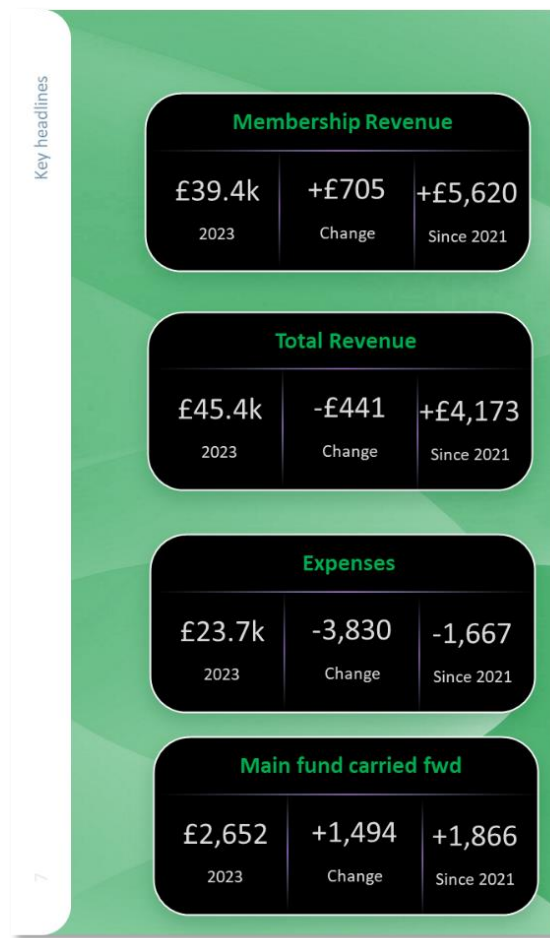 Key headlines
Membership Revenue
£39.4k +£705 +£5,620
2023 Change Since 2021
Total Revenue
£45.4k -£441 +£4,173
2023 Change Since 2021
Expenses
£23.7k -3,830 -1,667
2023 Change Since 2021
Main fund carried fwd
£2,652 +1,494 +1,866
2023 Change Since 2021
7